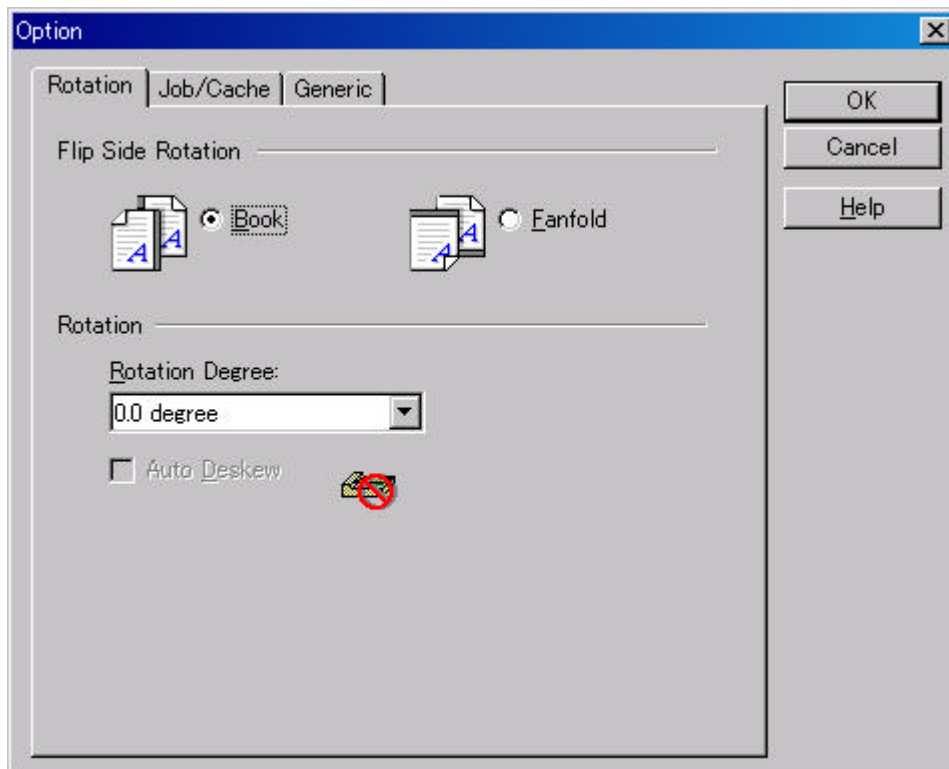 Option
Rotation Job/Cache Generic
OK
Cancel
Help
Flip Side Rotation
Book Fanfold
Rotation
Rotation Degree:
0.0 degree
Auto Deskew